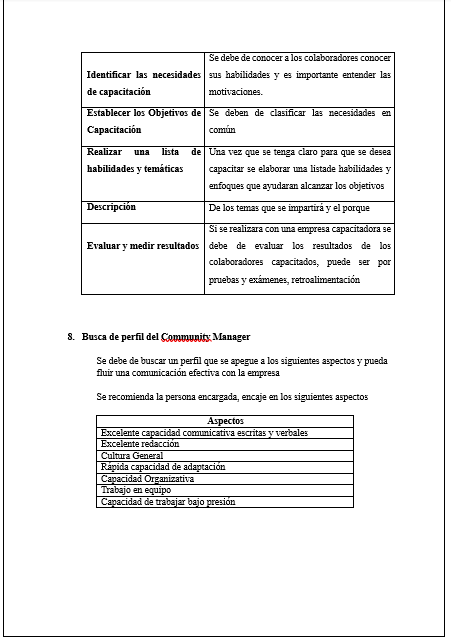 Identificar las necesidades de capacitación
Se debe de conocer a los colaboradores conocer
sus habilidades y es importante entender las
motivaciones.
Establecer los Objetivos de
Capacitación
Se deben de clasificar las necesidades en
común
Realizar una lista de
habilidades y temáticas
Una vez que se tenga claro para que se desea
capacitar se elaborar una listade habilidades y
enfoques que ayudaran alcanzar los objetivos
Descripción
De los temas que se impartirá y el porque
Evaluar y medir resultados
Si se realizara con una empresa capacitadora se
debe de evaluar los resultados de los
colaboradores capacitados, puede ser por
pruebas y exámenes, retroalimentación
8. Busca de perfil del Community Manager
Se debe de buscar un perfil que se apegue a los siguientes aspectos y pueda
fluir una comunicación efectiva con la empresa
Se recomienda la persona encargada, encaje en los siguientes aspectos
Aspectos
Excelente capacidad comunicativa escritas y verbales
Excelente redacción
Cultura General
Rápida capacidad de adaptación
Capacidad Organizativa
Trabajo en equipo
Capacidad de trabajar bajo presión